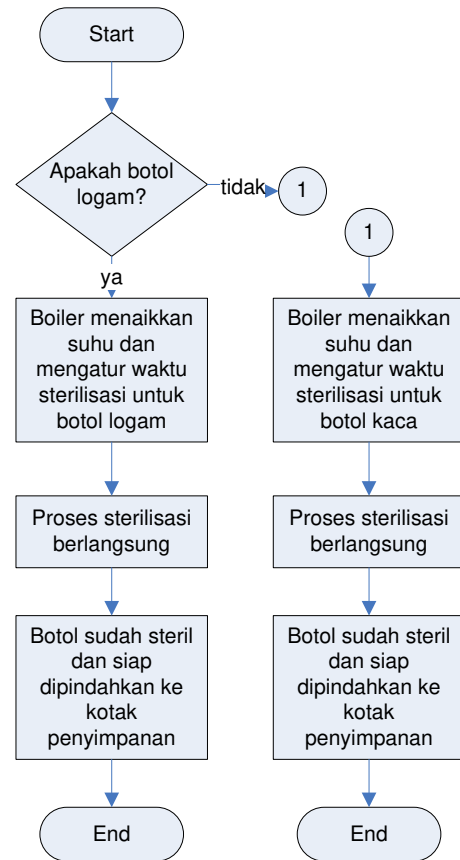 Start
Apakah botol
logam?
tidak
1
ya
Boiler menaikkan
suhu dan
mengatur waktu
sterilisasi untuk
botol logam
Proses sterilisasi
berlangsung
Botol sudah steril
dan siap
dipindahkan ke
kotak
penyimpanan
End
1
Boiler menaikkan
suhu dan
mengatur waktu
sterilisasi untuk
botol kaca
Proses sterilisasi
berlangsung
Botol sudah steril
dan siap
dipindahkan ke
kotak
penyimpanan
End